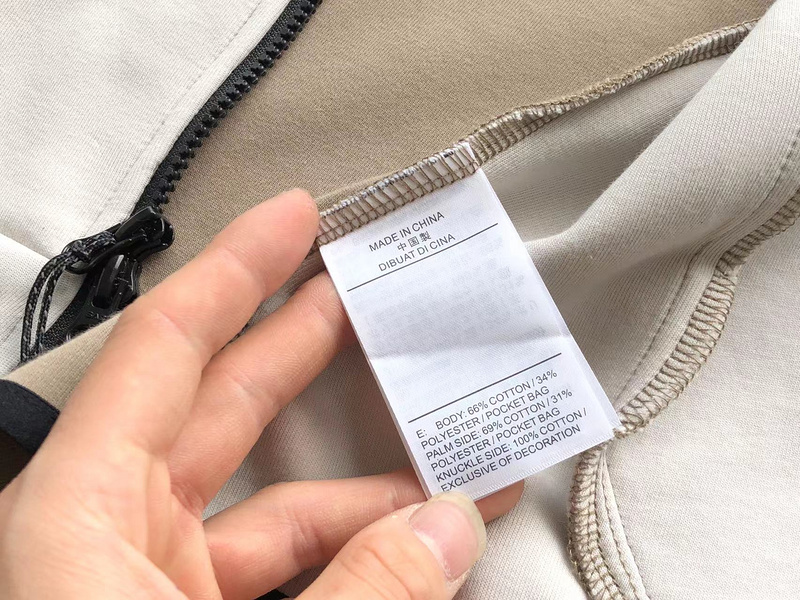 MADE IN CHINA
中国製
DIBUAT DI CINA
E: BODY: 66% COTTON / 34%
POLYESTER / POCKET BAG
PALM SIDE: 69% COTTON / 31%
POLYESTER / POCKET BAG
KNUCKLE SIDE: 100% COTTON /
EXCLUSIVE OF DECORATION